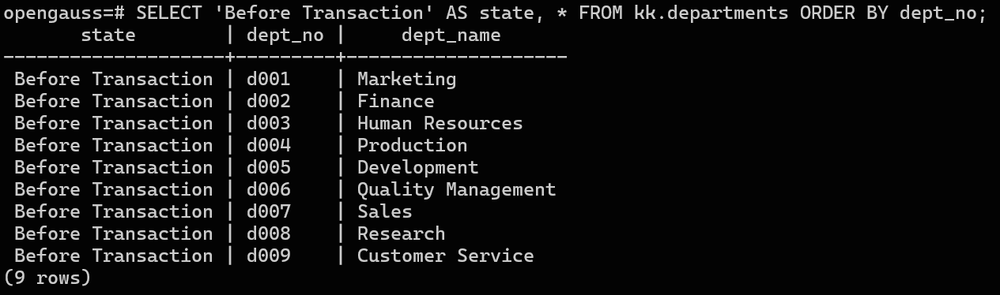 opengauss=# SELECT 'Before Transaction' AS state, * FROM kk.departments ORDER BY dept_no;
       state        | dept_no |     dept_name
--------------------+---------+--------------------
 Before Transaction | d001    | Marketing
 Before Transaction | d002    | Finance
 Before Transaction | d003    | Human Resources
 Before Transaction | d004    | Production
 Before Transaction | d005    | Development
 Before Transaction | d006    | Quality Management
 Before Transaction | d007    | Sales
 Before Transaction | d008    | Research
 Before Transaction | d009    | Customer Service
(9 rows)